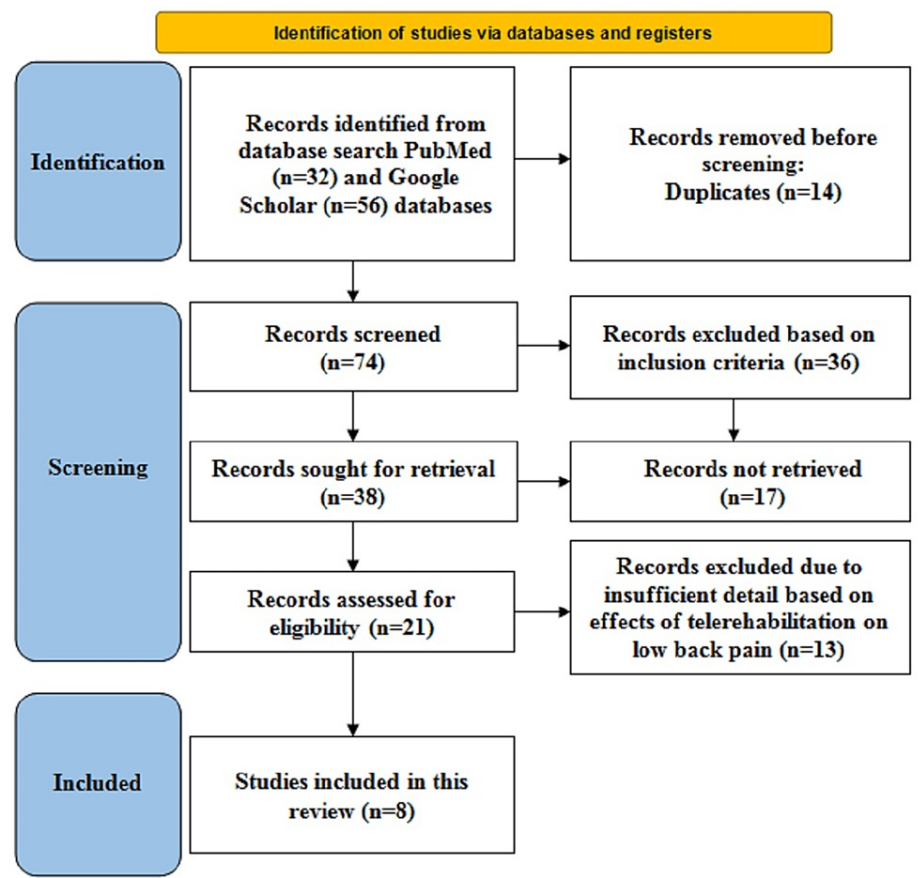 Identification of studies via databases and registers
Identification
Records identified from
database search PubMed
(n=32) and Google
Scholar (n=56) databases
Records removed before
screening:
Duplicates (n=14)
Screening
Records screened
(n=74)
Records excluded based on
inclusion criteria (n=36)
Records sought for retrieval
(n=38)
Records not retrieved
(n=17)
Records assessed for
eligibility (n=21)
Records excluded due to
insufficient detail based on
effects of telerehabilitation on
low back pain (n=13)
Included
Studies included in this
review (n=8)